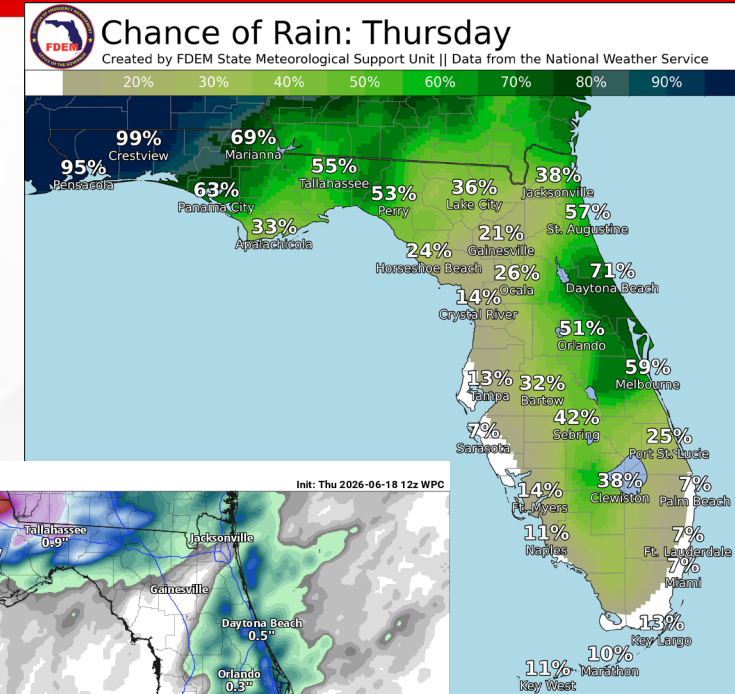 Chance of Rain: Thursday
Created by FDEM State Meteorological Support Unit || Data from the National Weather Service
FDEM
20% 30% 40% 50% 60% 70% 80% 90%
99%
Crestview
69%
Marianna
95%
Pensacola
55%
Tallahassee
63%
Panama City
53%
Perry
36%
Lake City
38%
Jacksonville
33%
Apalachicola
57%
St. Augustine
21%
Gainesville
24%
Horseshoe Beach
26%
Ocala
71%
Daytona Beach
14%
Crystal River
51%
Orlando
59%
Melbourne
13%
Tampa
32%
Bartow
42%
Sebring
7%
Sarasota
25%
Port St. Lucie
38%
Clewiston
14%
Ft. Myers
7%
Palm Beach
11%
Naples
7%
Ft. Lauderdale
7%
Miami
13%
Key Largo
10%
Marathon
11%
Key West
Init: Thu 2026-06-18 12z WPC
Tallahassee
0.9"
Jacksonville
Gainesville
Daytona Beach
0.5"
Orlando
0.3"